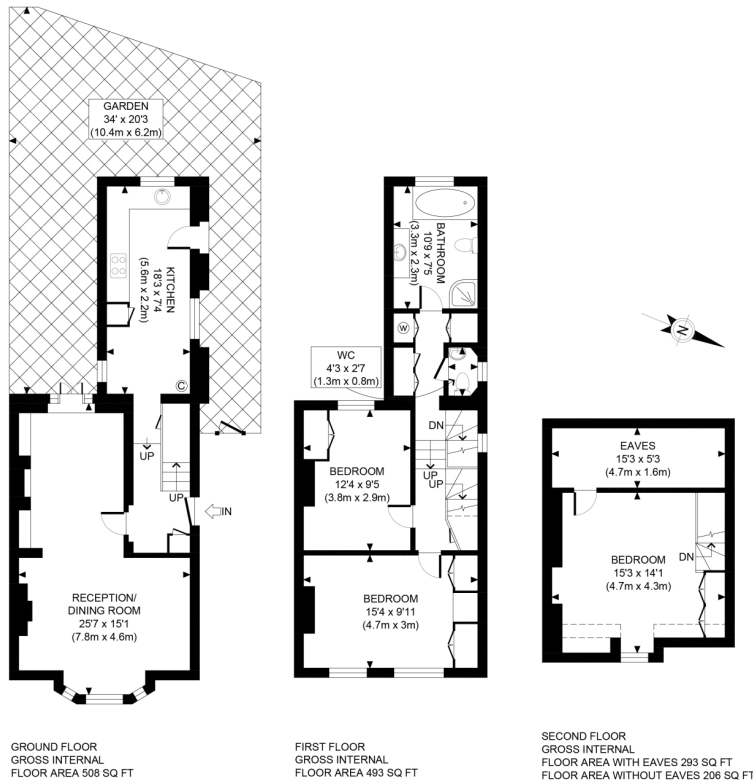 GARDEN
34' x 20'3
(10.4m x 6.2m)
KITCHEN
18'3 x 7'4
(5.6m x 2.2m)
C
UP
UP
IN
RECEPTION/
DINING ROOM
25'7 x 15'1
(7.8m x 4.6m)
GROUND FLOOR
GROSS INTERNAL
FLOOR AREA 508 SQ FT
BATHROOM
10'9 x 7'5
(3.3m x 2.3m)
W
WC
4'3 x 2'7
(1.3m x 0.8m)
DN
UP
UP
BEDROOM
12'4 x 9'5
(3.8m x 2.9m)
BEDROOM
15'4 x 9'11
(4.7m x 3m)
FIRST FLOOR
GROSS INTERNAL
FLOOR AREA 493 SQ FT
N
EAVES
15'3 x 5'3
(4.7m x 1.6m)
BEDROOM
15'3 x 14'1
(4.7m x 4.3m)
DN
SECOND FLOOR
GROSS INTERNAL
FLOOR AREA WITH EAVES 293 SQ FT
FLOOR AREA WITHOUT EAVES 206 SQ FT